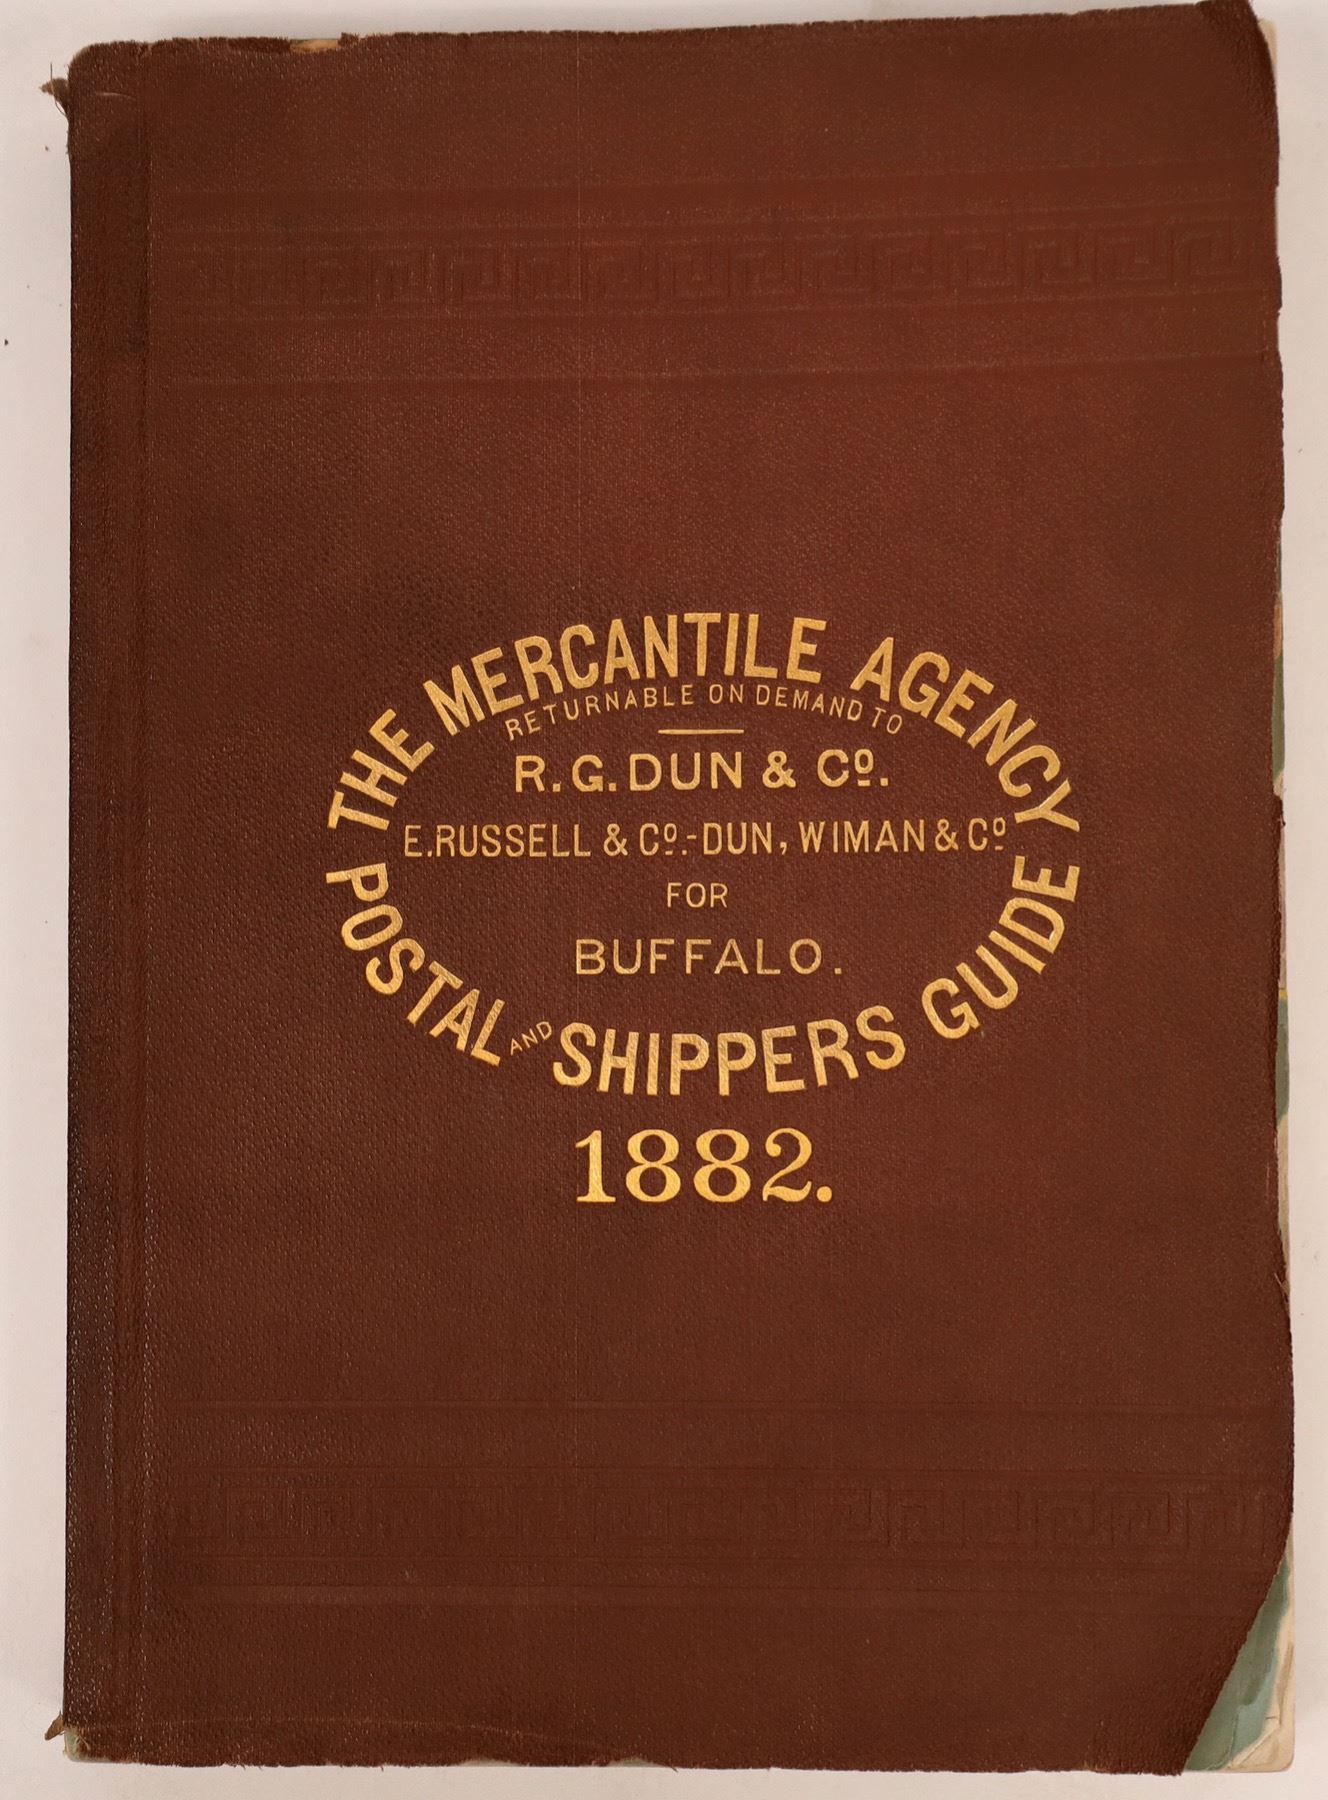 THE MERCANTILE AGENCY
RETURNABLE ON DEMAND TO
R.G. DUN & Cº.
E. RUSSELL & Cº.-DUN, WIMAN & Cº
FOR
BUFFALO.
POSTAL AND SHIPPERS GUIDE
1882.